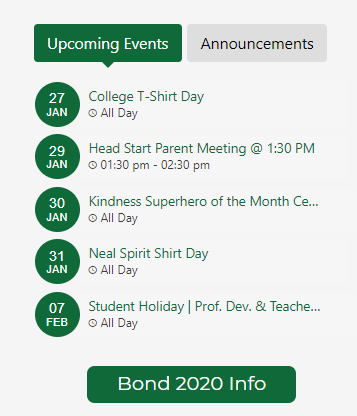 Upcoming Events
Announcements
27
JAN
College T-Shirt Day
All Day
29
JAN
Head Start Parent Meeting @ 1:30 PM
01:30 pm - 02:30 pm
30
JAN
Kindness Superhero of the Month Ce...
All Day
31
JAN
Neal Spirit Shirt Day
All Day
07
FEB
Student Holiday | Prof. Dev. & Teache...
All Day
Bond 2020 Info